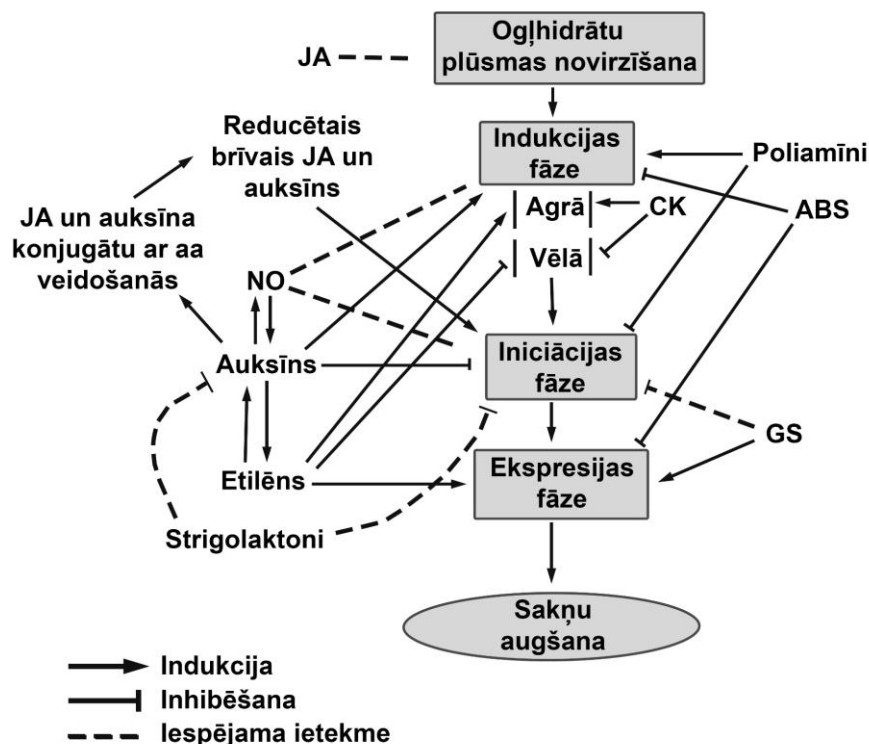 Ogļhidrātu
plūsmas novirzīšana
JA
Reducētais
brīvais JA un
auksīns
Indukcijas
fāze
Poliamīni
Agrā
CK
ABS
JA un auksīna
konjugātu ar aa
veidošanās
Vēlā
NO
Auksīns
Iniciācijas
fāze
GS
Etilēns
Ekspresijas
fāze
Strigolaktoni
Sakņu
augšana
Indukcija
Inhibēšana
Iespējama ietekme